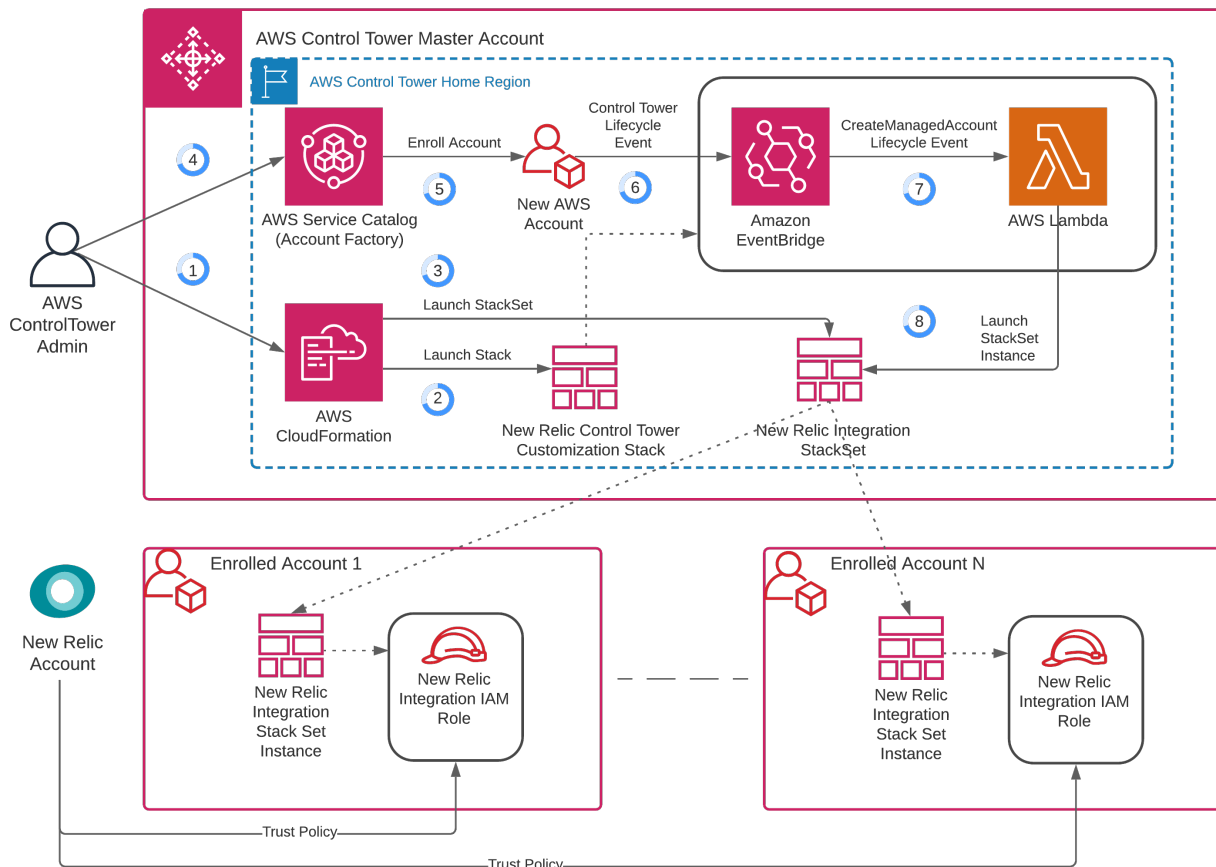 AWS Control Tower Master Account
AWS Control Tower Home Region
4
Enroll Account
5
AWS Service Catalog
(Account Factory)
New AWS
Account
Control Tower
Lifecycle
Event
6
Amazon
EventBridge
CreateManagedAccount
Lifecycle Event
7
AWS Lambda
AWS
ControlTower
Admin
1
3
Launch StackSet
Launch Stack
2
AWS
CloudFormation
New Relic Control Tower
Customization Stack
New Relic Integration
StackSet
8
Launch
StackSet
Instance
Enrolled Account 1
New Relic
Integration
Stack Set
Instance
New Relic
Integration IAM
Role
Enrolled Account N
New Relic
Integration
Stack Set
Instance
New Relic
Integration IAM
Role
New Relic
Account
Trust Policy
Trust Policy